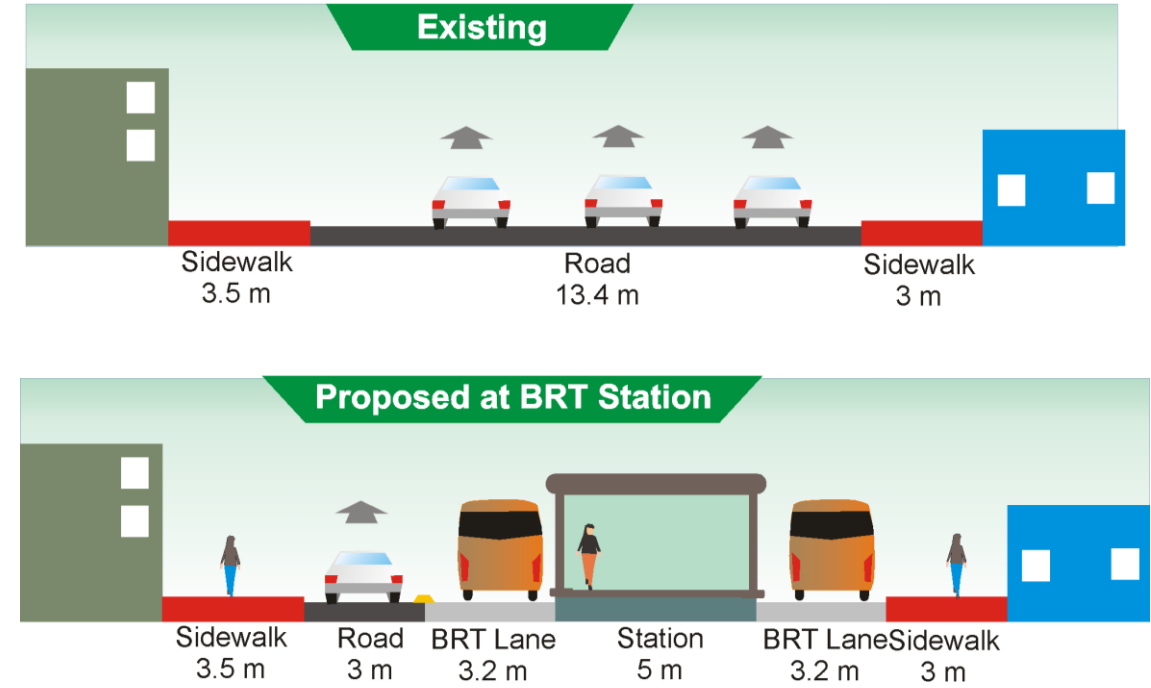 Existing
Sidewalk
3.5 m
Road
13.4 m
Sidewalk
3 m
Proposed at BRT Station
Sidewalk
3.5 m
Road
3 m
BRT Lane
3.2 m
Station
5 m
BRT Lane
3.2 m
Sidewalk
3 m